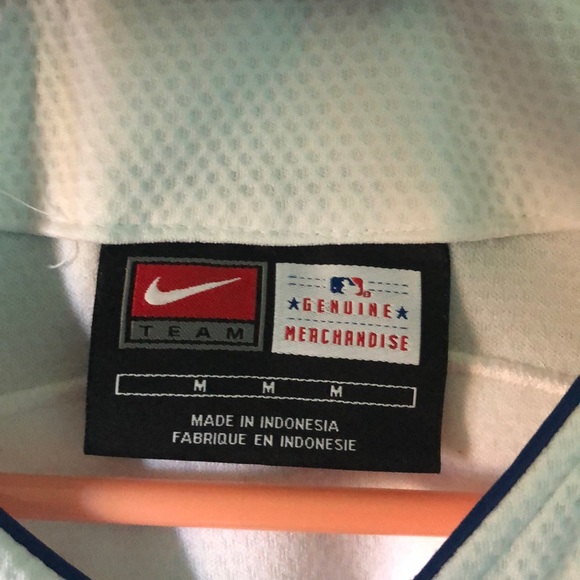 TEAM
GENUINE
MERCHANDISE
M M M
MADE IN INDONESIA
FABRIQUE EN INDONESIE